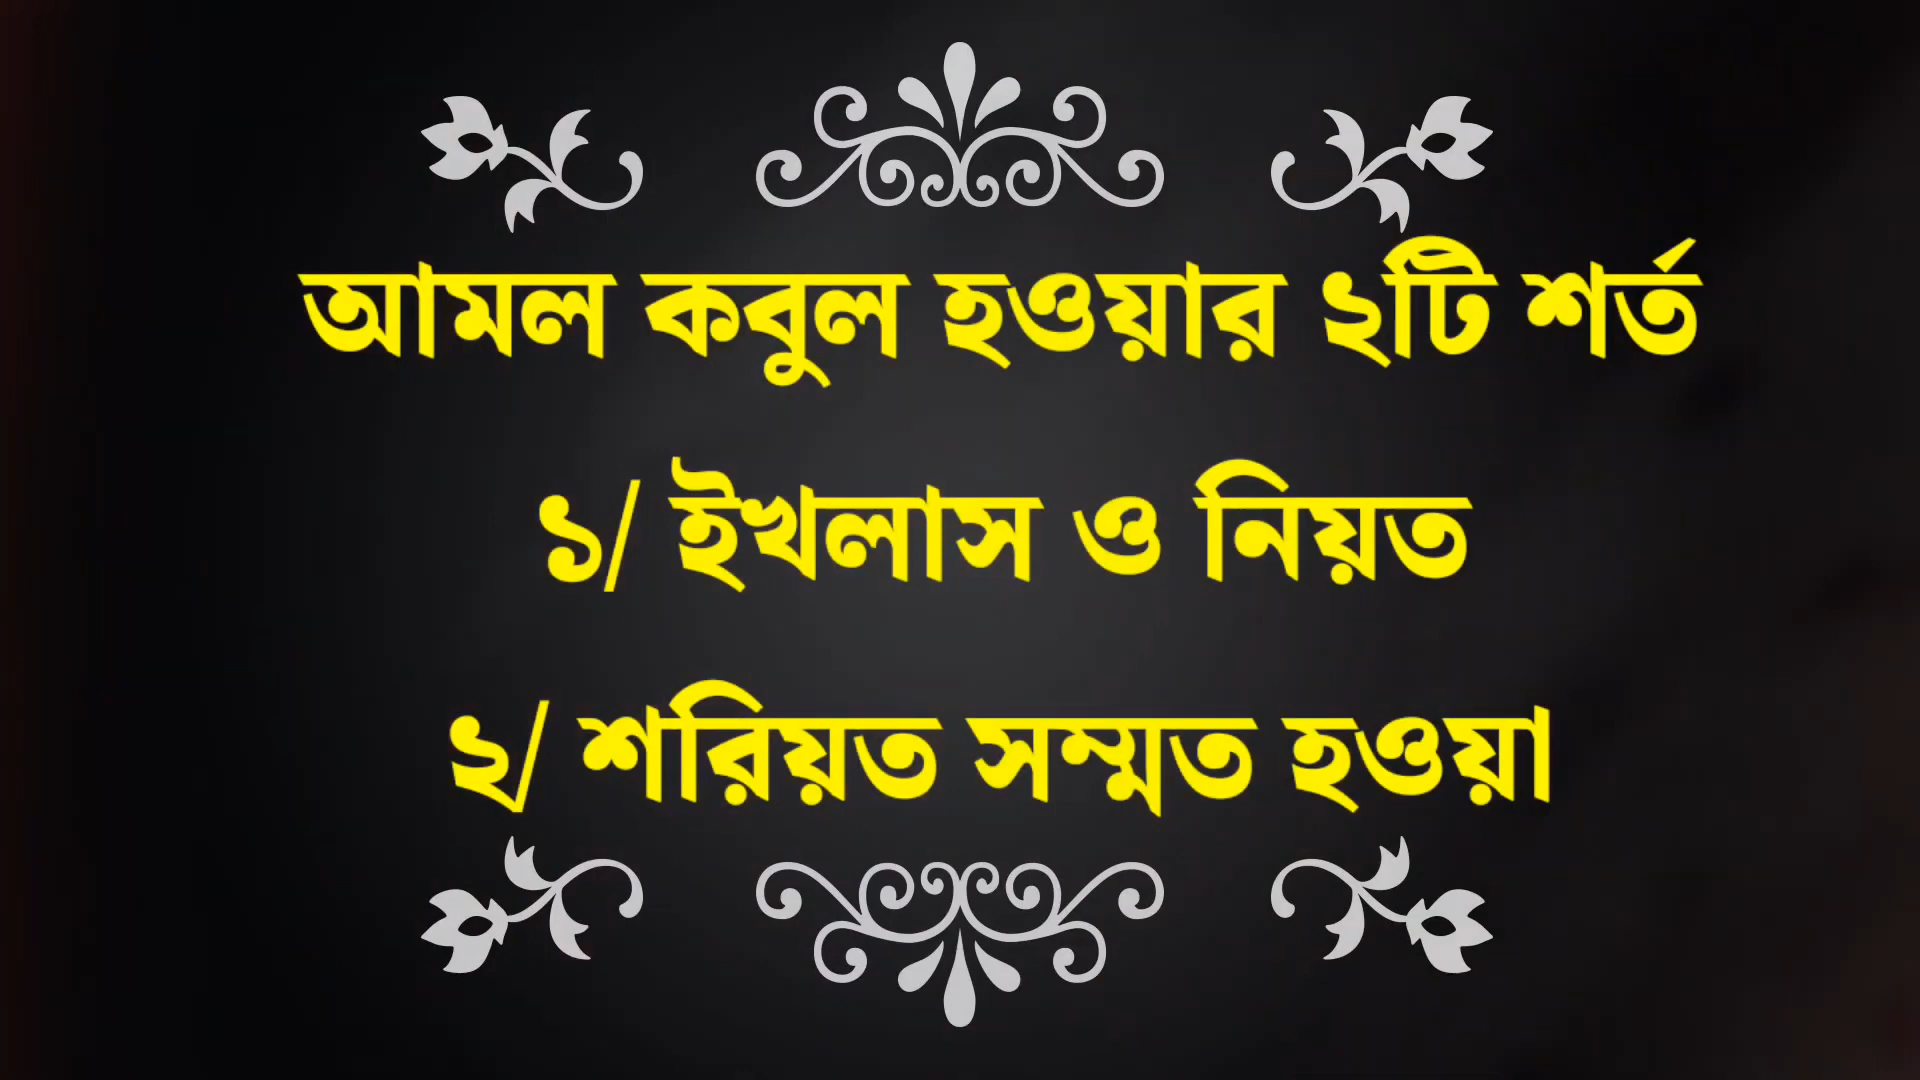 আমল কবুল হওয়ার ২টি শর্ত
১/ ইখলাস ও নিয়ত
২/ শরিয়ত সম্মত হওয়া